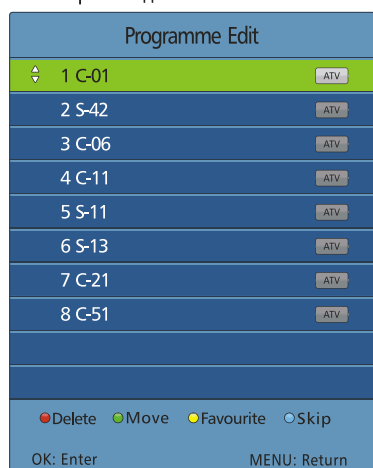 Programme Edit
1 C-01 ATV
2 S-42 ATV
3 C-06 ATV
4 C-11 ATV
5 S-11 ATV
6 S-13 ATV
7 C-21 ATV
8 C-51 ATV
Delete Move Favourite Skip
OK: Enter MENU: Return